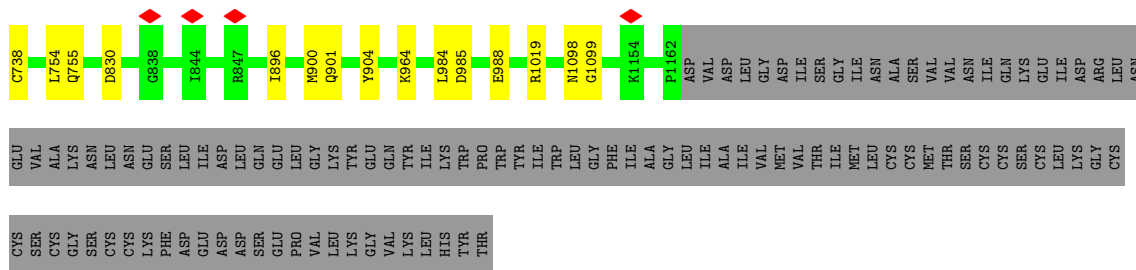 C738 L754 Q755 D830 G838 I844 R847 I896 M900 Q901 Y904 K964 L984 D985 E988 R1019 N1098 G1099 K1154 P1162 ASP VAL ASP LEU GLY ASP ILE SER GLY ILE ASN ALA SER VAL VAL ASN ILE GLN LYS GLU ILE ASP ARG LEU ASN
GLU VAL ALA LYS ASN LEU ASN GLU SER LEU ILE ASP LEU GLN GLU LEU GLY LYS TYR GLU GLN TYR ILE LYS TRP PRO TRP TYR ILE TRP LEU GLY PHE ILE ALA GLY LEU ILE ALA ILE VAL MET VAL THR ILE MET LEU CYS CYS MET THR SER CYS CYS SER CYS LEU LYS GLY CYS
CYS SER CYS GLY SER CYS CYS LYS PHE ASP GLU ASP ASP SER GLU PRO VAL LEU LYS GLY VAL LYS LEU HIS TYR THR